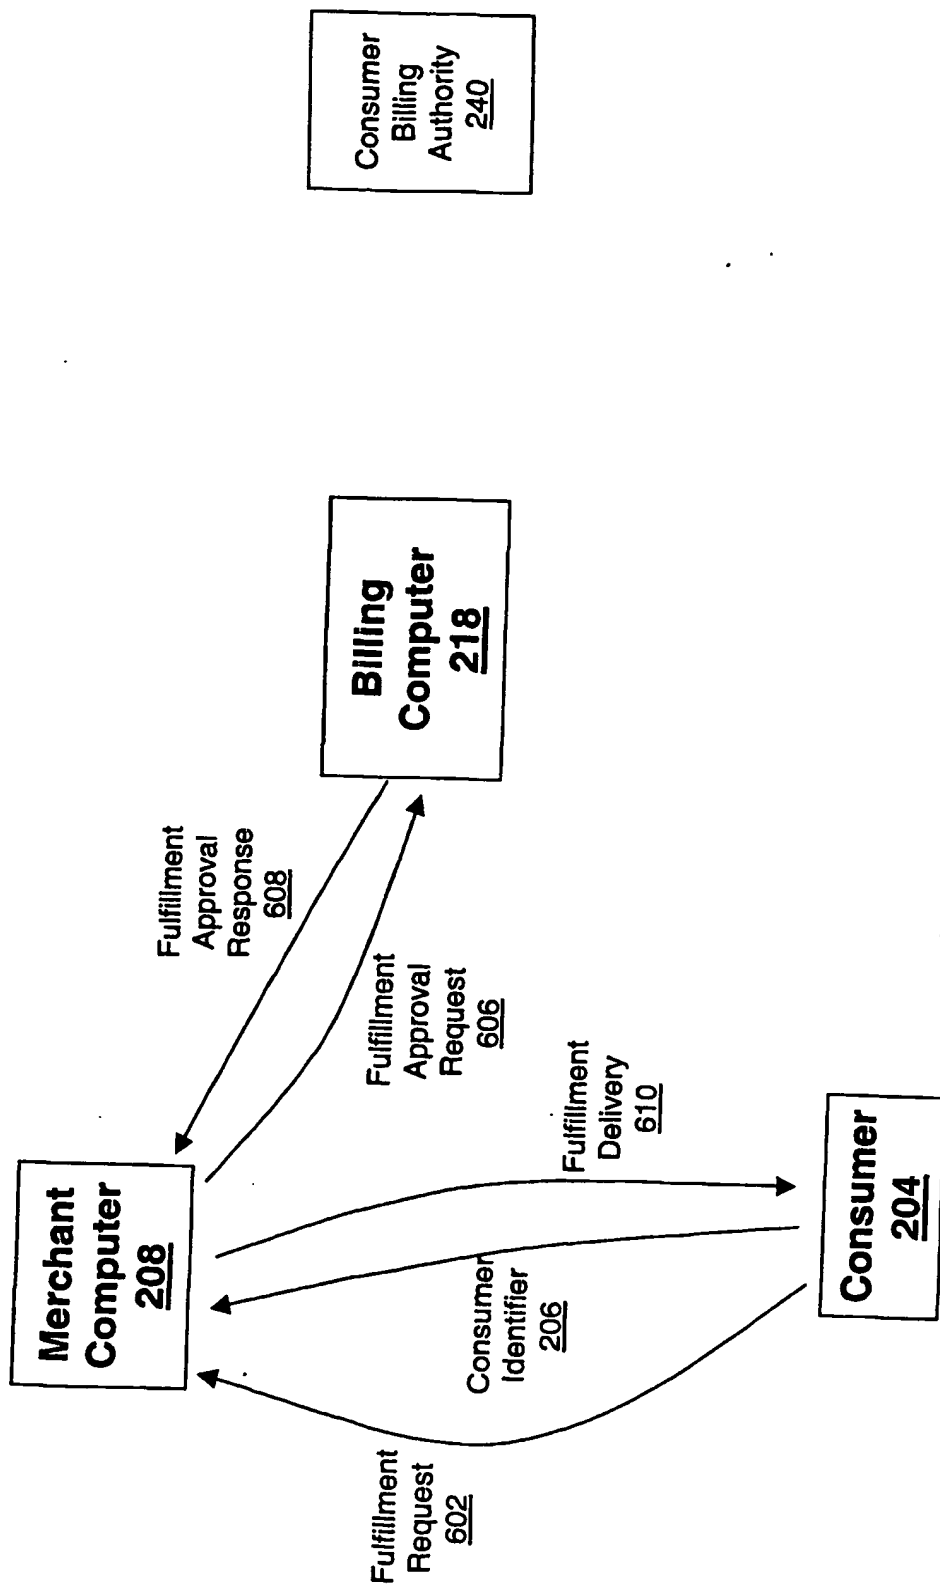 Merchant
Computer
208
Fulfillment
Approval
Response
608
Billing
Computer
218
Consumer
Billing
Authority
240
Fulfillment
Approval
Request
606
Fulfillment
Request
602
Consumer
Identifier
206
Fulfillment
Delivery
610
Consumer
204